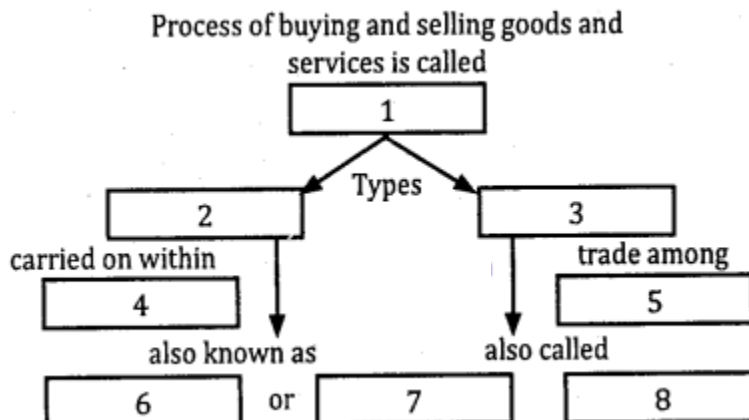 Process of buying and selling goods and
services is called
1
Types
2
3
carried on within
trade among
4
5
also known as
also called
6
or
7
8